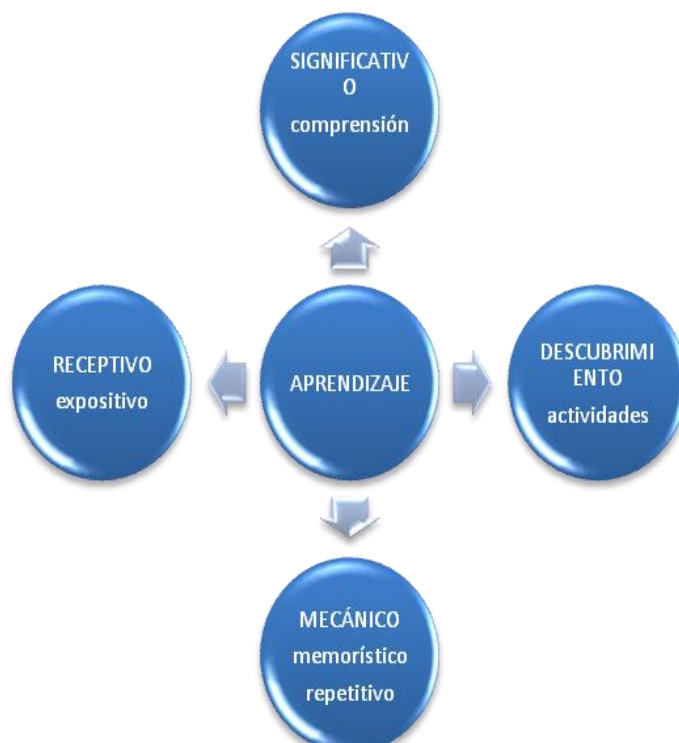 SIGNIFICATIV
O
comprensión
RECEPTIVO
expositivo
APRENDIZAJE
DESCUBRIMI
ENTO
actividades
MECÁNICO
memorístico
repetitivo